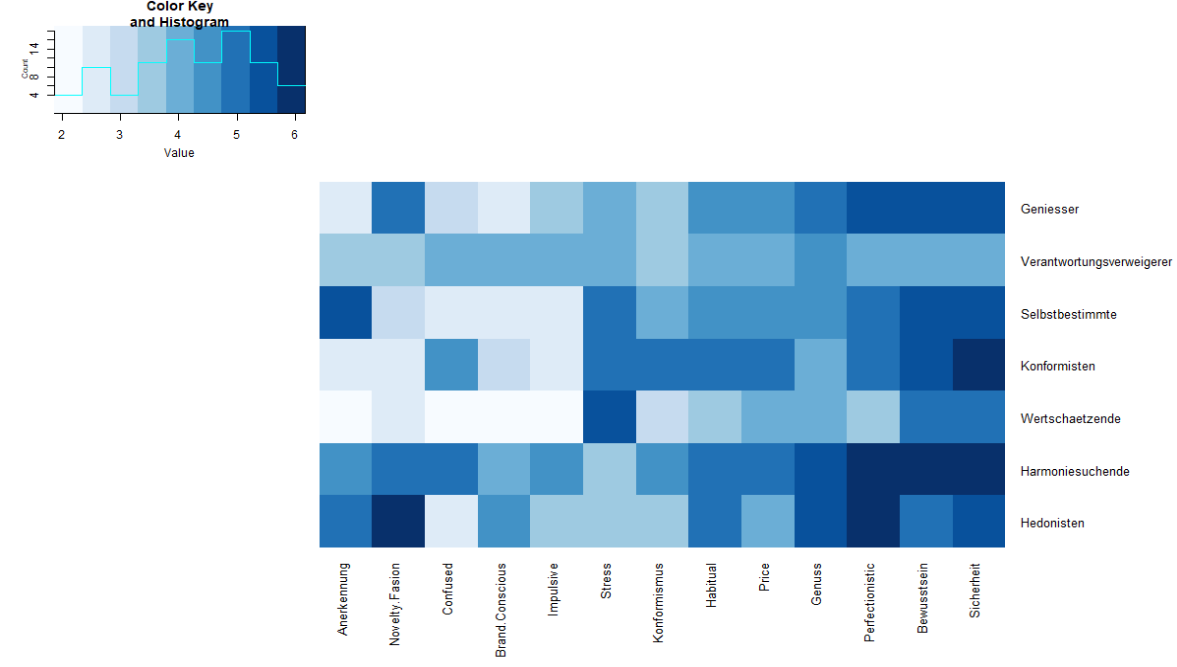 Color Key
and Histogram
Count
4 8 14
2 3 4 5 6
Value
Geniesser
Verantwortungsverweigerer
Selbstbestimmte
Konformisten
Wertschaetzende
Harmoniesuchende
Hedonisten
Anerkennung
Novelty.Fasion
Confused
Brand.Conscious
Impulsive
Stress
Konformismus
Habitual
Price
Genuss
Perfectionistic
Bewusstsein
Sicherheit